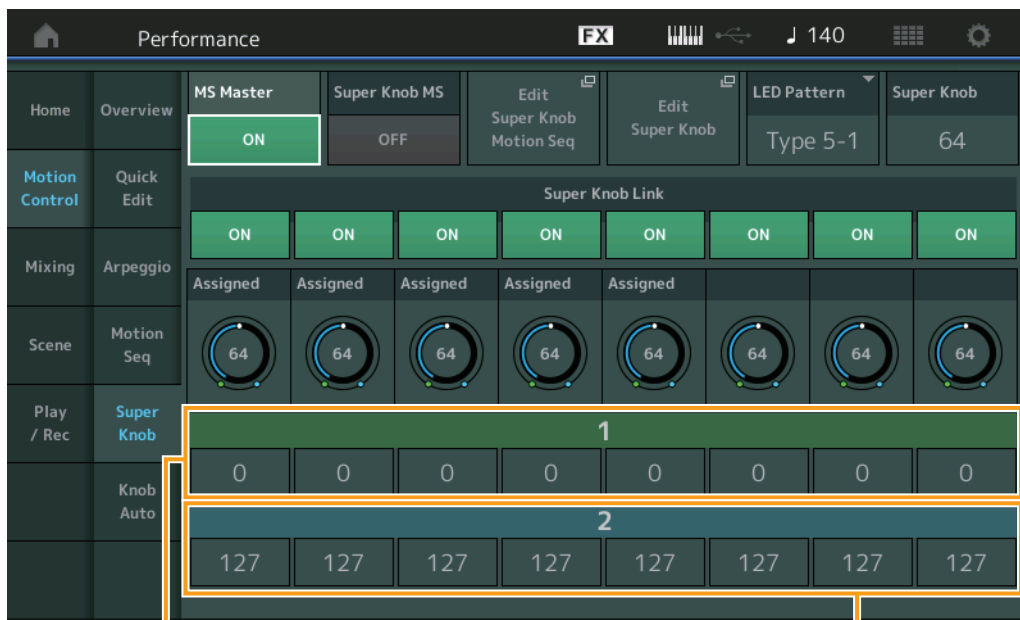 Performance FX 140
Home Overview MS Master Super Knob MS Edit Super Knob Motion Seq Edit Super Knob LED Pattern Super Knob
ON OFF Type 5-1 64
Motion Control Quick Edit Super Knob Link
ON ON ON ON ON ON ON ON
Mixing Arpeggio Assigned Assigned Assigned Assigned Assigned
Scene Motion Seq 64 64 64 64 64 64 64 64
Play / Rec Super Knob 1
0 0 0 0 0 0 0 0
Knob Auto 2
127 127 127 127 127 127 127 127